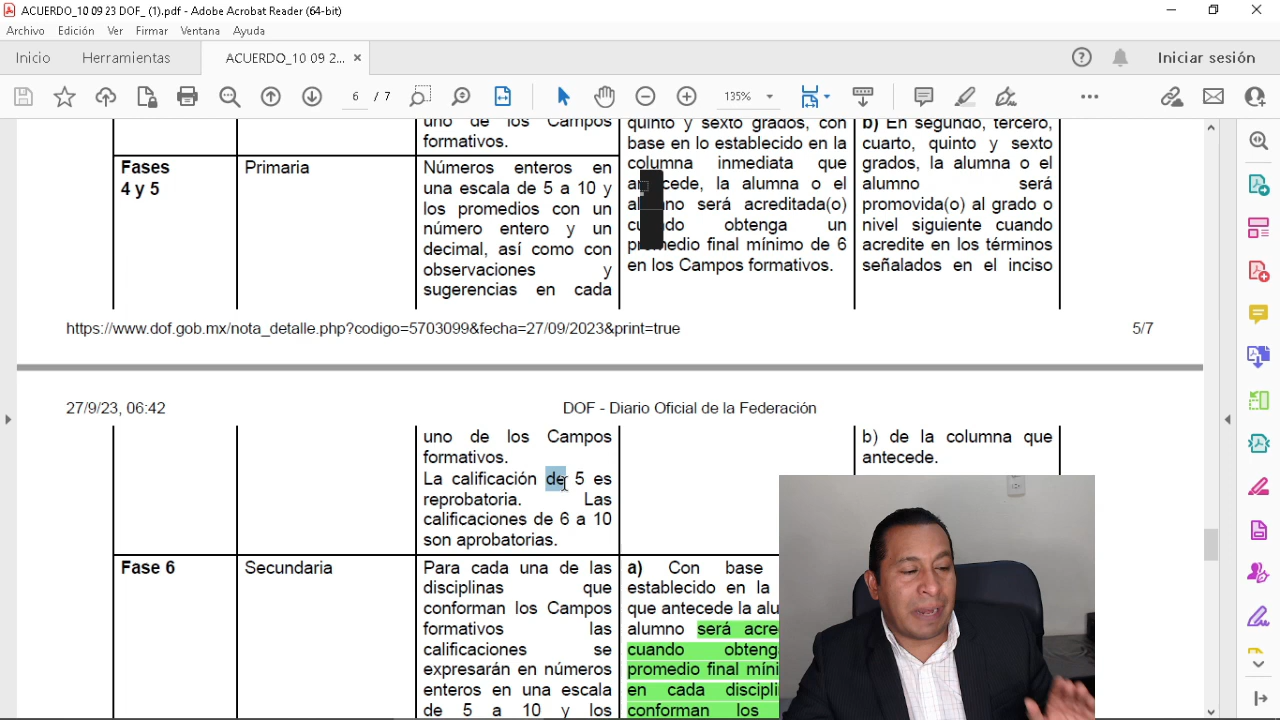 ACUERDO_10 09 23 DOF_ (1).pdf - Adobe Acrobat Reader (64-bit)
Archivo Edición Ver Firmar Ventana Ayuda
Inicio Herramientas ACUERDO_10 09 2... × Iniciar sesión
6 / 7 135%
uno de los Campos
formativos.
Fases
4 y 5
Primaria
Números enteros en
una escala de 5 a 10 y
los promedios con un
número entero y un
decimal, así como con
observaciones y
sugerencias en cada
quinto y sexto grados, con
base en lo establecido en la
columna inmediata que
la alumna o el
será acreditada(o)
obtenga un
final mínimo de 6
en los Campos formativos.
b) En segundo, tercero,
cuarto, quinto y sexto
grados, la alumna o el
alumno será
promovida(o) al grado o
nivel siguiente cuando
acredite en los términos
señalados en el inciso
https://www.dof.gob.mx/nota_detalle.php?codigo=5703099&fecha=27/09/2023&print=true 5/7
27/9/23, 06:42 DOF - Diario Oficial de la Federación
uno de los Campos
formativos.
La calificación de 5 es
reprobatoria. Las
calificaciones de 6 a 10
son aprobatorias.
b) de la columna que
antecede.
Fase 6
Secundaria
Para cada una de las
disciplinas que
conforman los Campos
formativos las
calificaciones se
expresarán en números
enteros en una escala
de 5 a 10 y los
a) Con base
establecido en la
que antecede la alu
alumno será acre
cuando obteng
promedio final míni
en cada discipli
conforman los